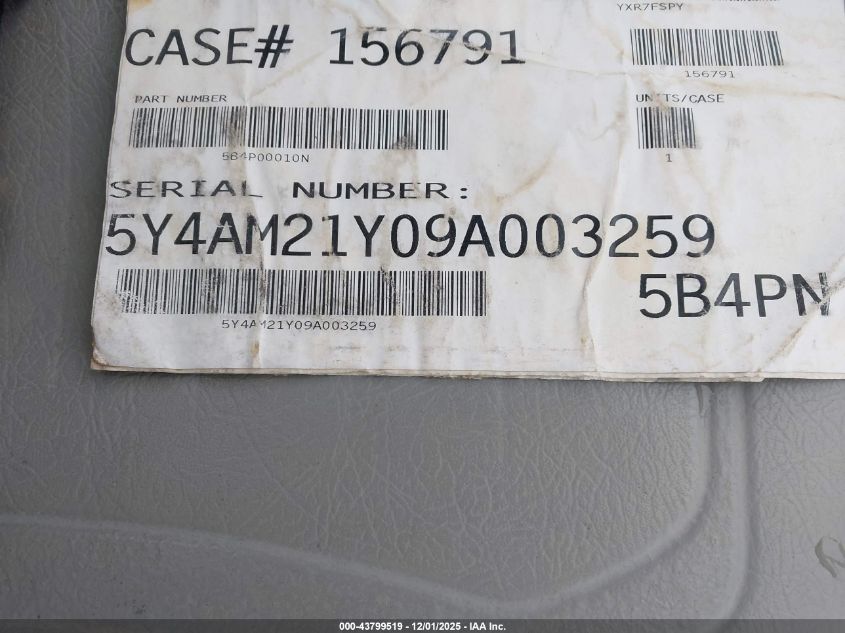 YXR7FSPY
CASE# 156791
156791
PART NUMBER
UNITS/CASE
5B4P00010N
1
SERIAL NUMBER:
5Y4AM21Y09A003259
5B4PN
5Y4AM21Y09A003259
000-43799519 - 12/01/2025 - IAA Inc.